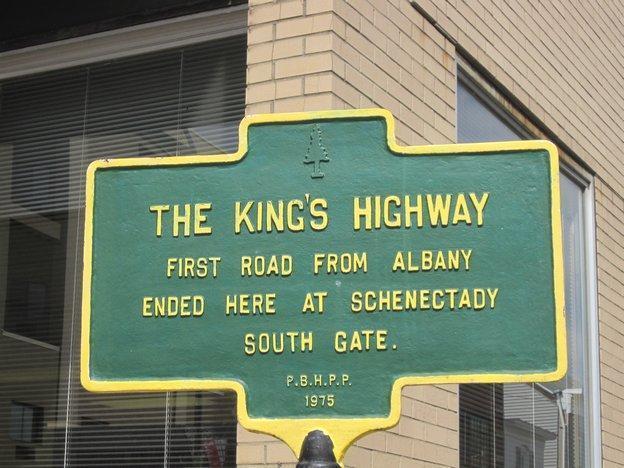 THE KING'S HIGHWAY
FIRST ROAD FROM ALBANY
ENDED HERE AT SCHENECTADY
SOUTH GATE.
P.B.H.P.P.
1975